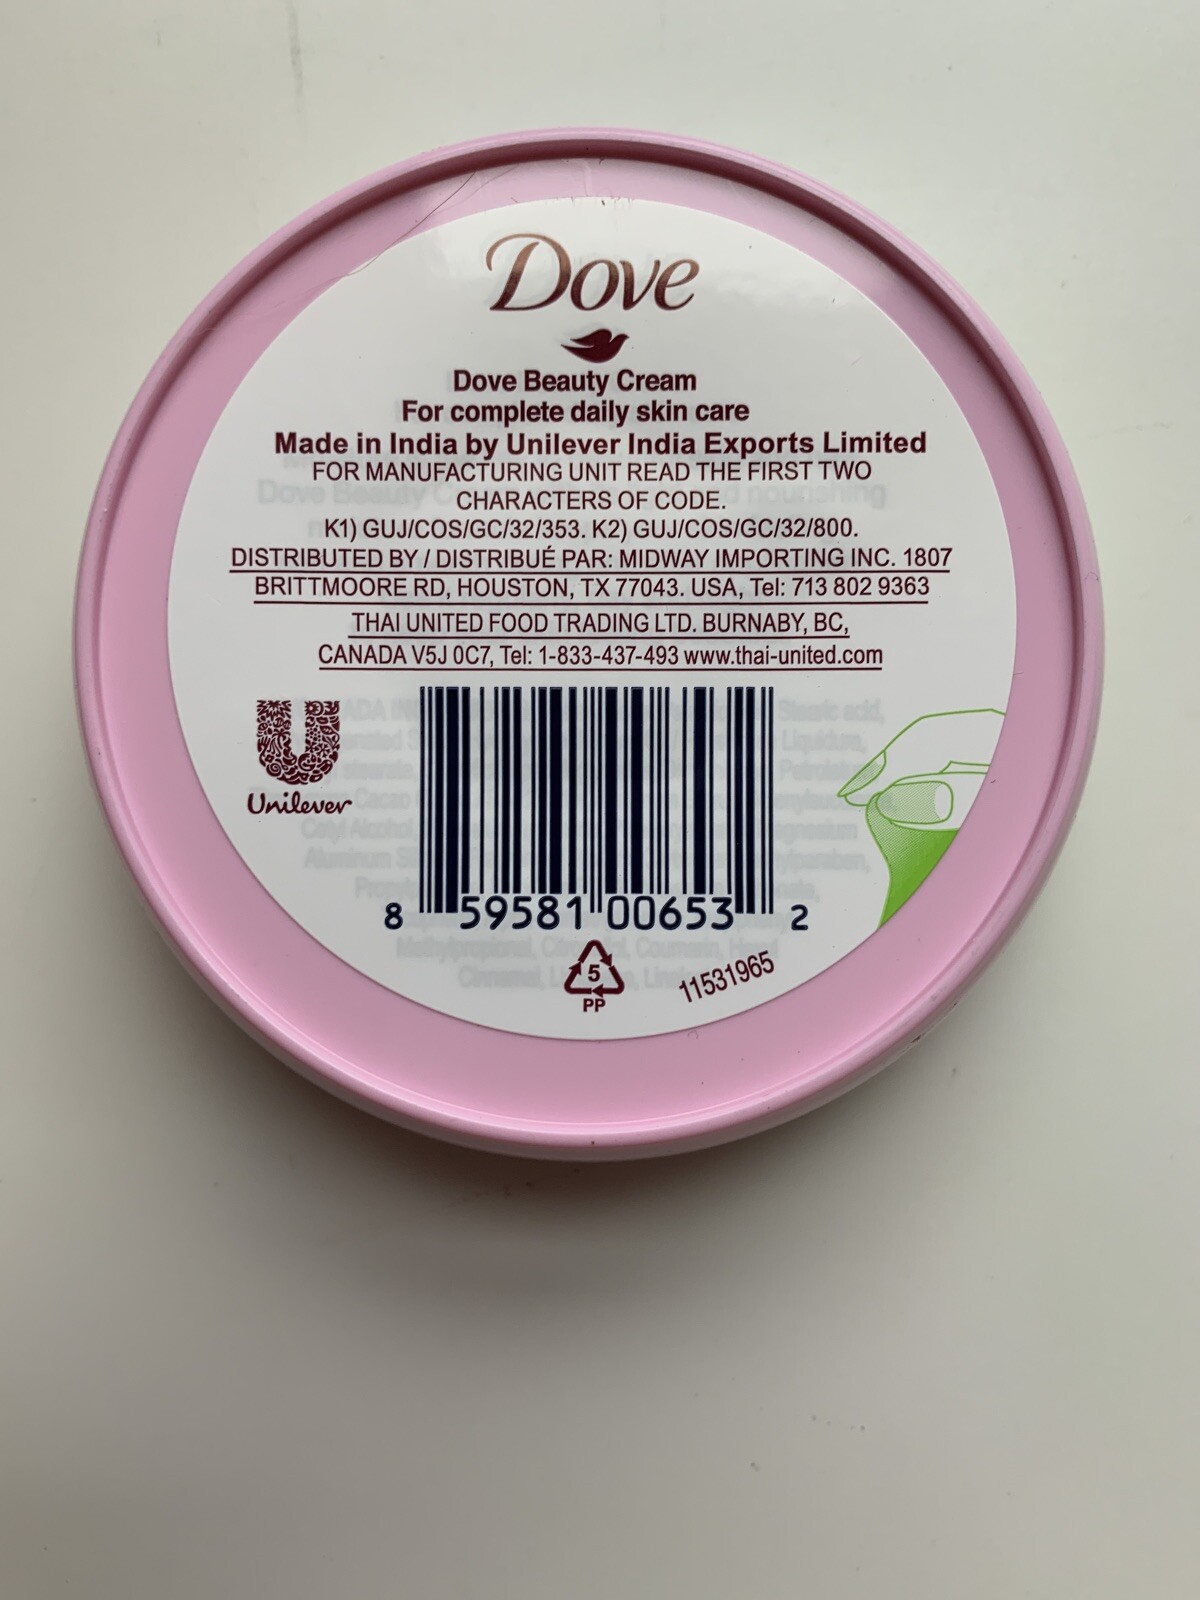 Dove
Dove Beauty Cream
For complete daily skin care
Made in India by Unilever India Exports Limited
FOR MANUFACTURING UNIT READ THE FIRST TWO
CHARACTERS OF CODE.
K1) GUJ/COS/GC/32/353. K2) GUJ/COS/GC/32/800.
DISTRIBUTED BY / DISTRIBUÉ PAR: MIDWAY IMPORTING INC. 1807
BRITTMOORE RD, HOUSTON, TX 77043. USA, Tel: 713 802 9363
THAI UNITED FOOD TRADING LTD. BURNABY, BC,
CANADA V5J 0C7, Tel: 1-833-437-493 www.thai-united.com
Unilever
8 59581 00653 2
5
PP
11531965